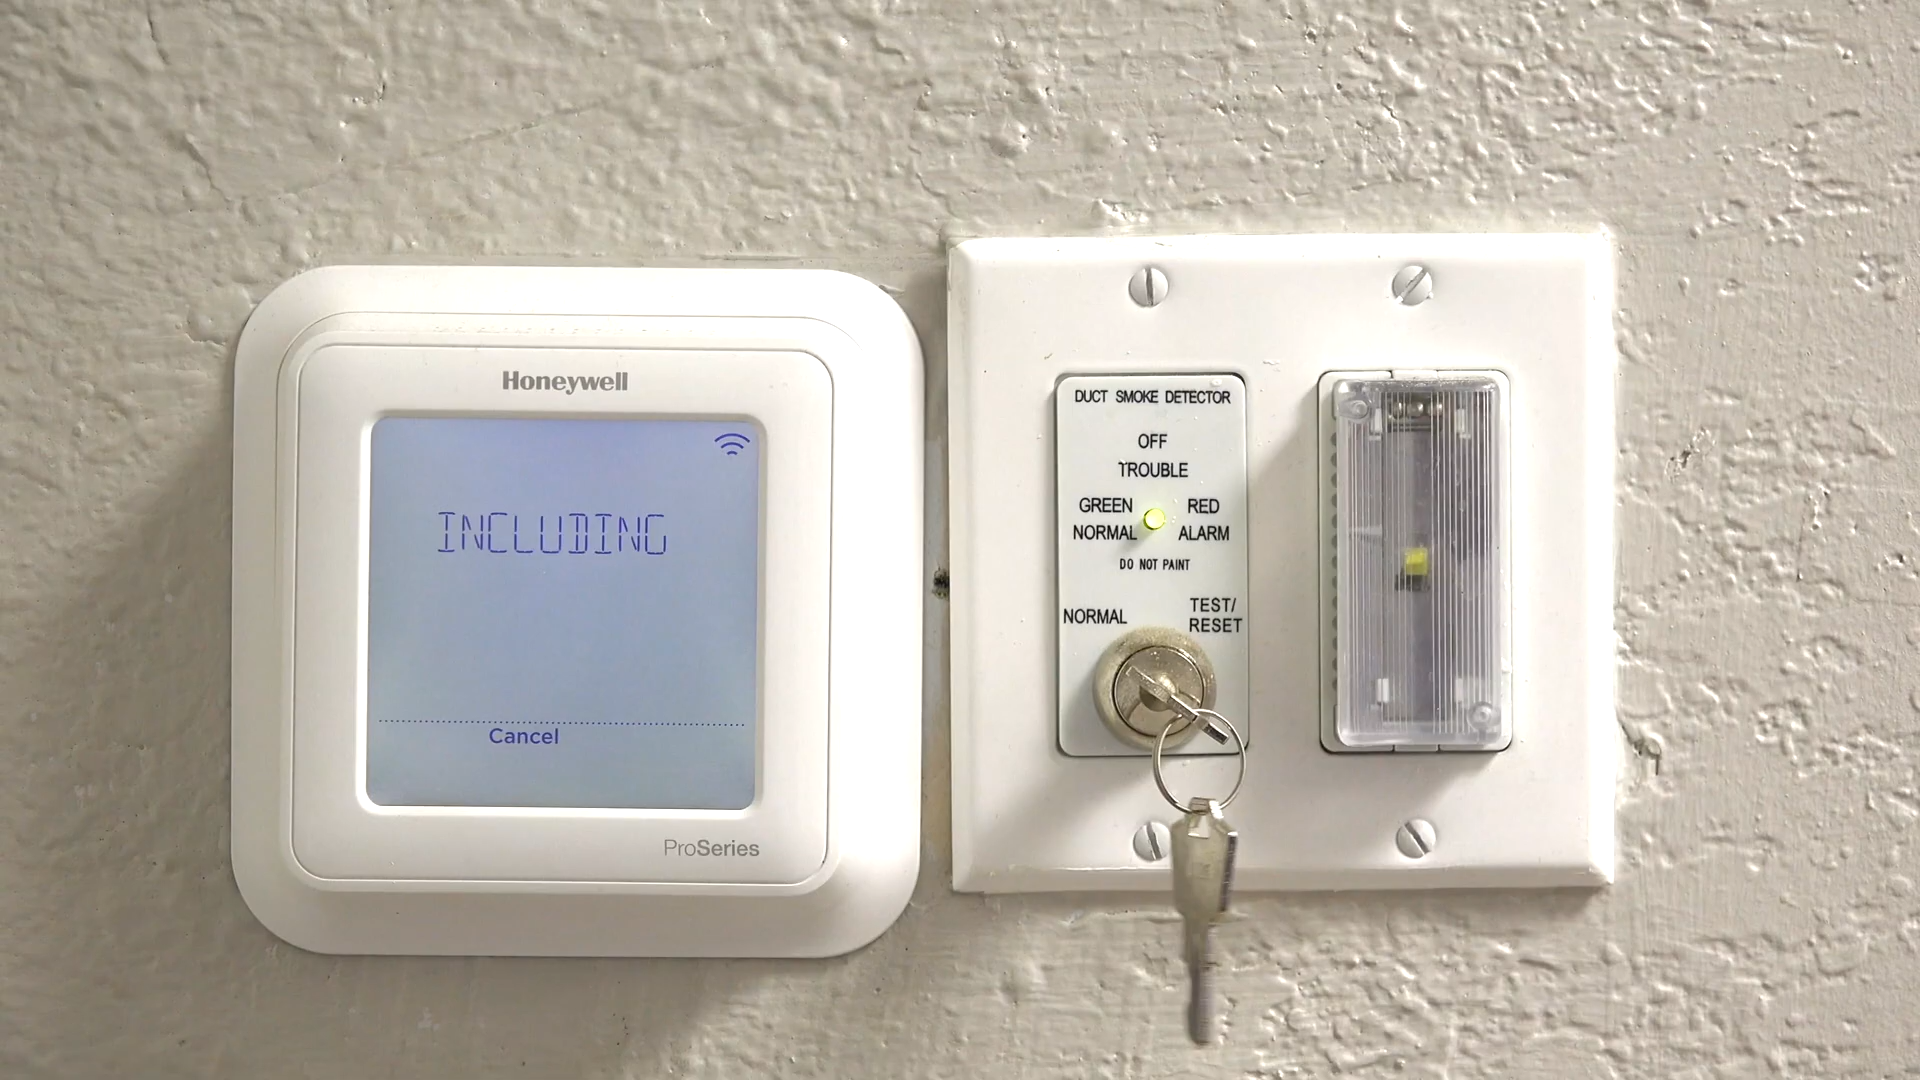 Honeywell
INCLUDING
Cancel
ProSeries
DUCT SMOKE DETECTOR
OFF
TROUBLE
GREEN RED
NORMAL ALARM
DO NOT PAINT
NORMAL TEST/
RESET